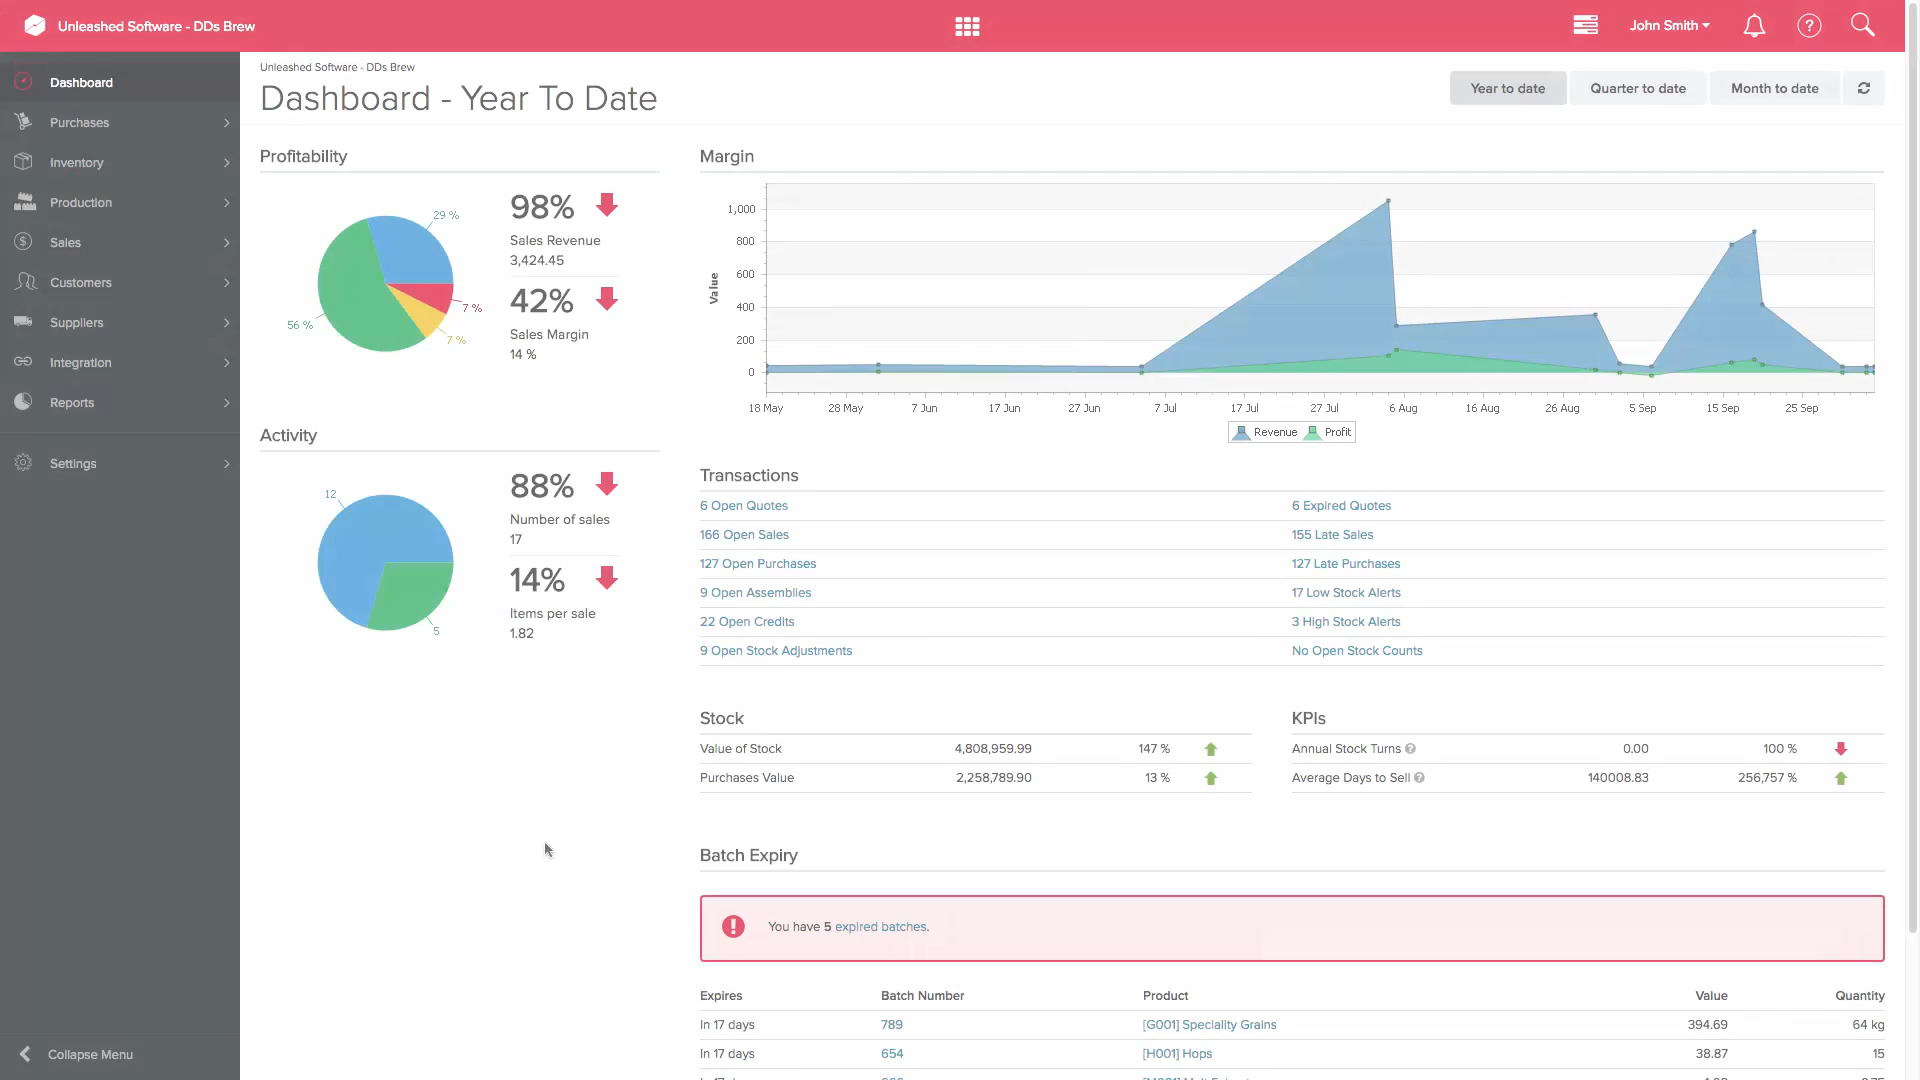 Unleashed Software - DDs Brew
John Smith
Dashboard
Purchases
Inventory
Production
Sales
Customers
Suppliers
Integration
Reports
Settings
Collapse Menu
Unleashed Software - DDs Brew
Dashboard - Year To Date
Year to date
Quarter to date
Month to date
Profitability
29 %
7 %
7 %
56 %
98%
Sales Revenue
3,424.45
42%
Sales Margin
14 %
Activity
12
5
88%
Number of sales
17
14%
Items per sale
1.82
Margin
Value
1,000
800
600
400
200
0
18 May 28 May 7 Jun 17 Jun 27 Jun 7 Jul 17 Jul 27 Jul 6 Aug 16 Aug 26 Aug 5 Sep 15 Sep 25 Sep
Revenue Profit
Transactions
6 Open Quotes 6 Expired Quotes
166 Open Sales 155 Late Sales
127 Open Purchases 127 Late Purchases
9 Open Assemblies 17 Low Stock Alerts
22 Open Credits 3 High Stock Alerts
9 Open Stock Adjustments No Open Stock Counts
Stock
Value of Stock 4,808,959.99 147 %
Purchases Value 2,258,789.90 13 %
KPIs
Annual Stock Turns ? 0.00 100 %
Average Days to Sell ? 140008.83 256,757 %
Batch Expiry
You have 5 expired batches.
Expires Batch Number Product Value Quantity
In 17 days 789 [G001] Speciality Grains 394.69 64 kg
In 17 days 654 [H001] Hops 38.87 15